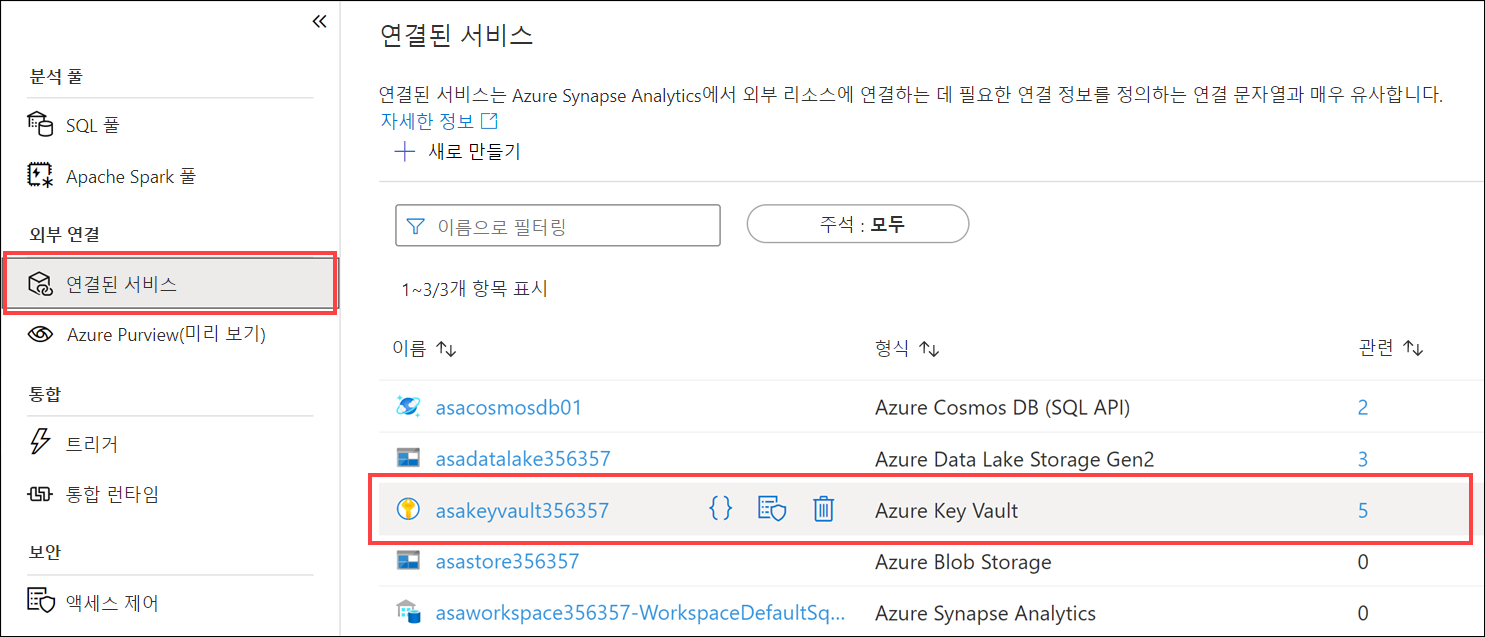 분석 풀
SQL 풀
Apache Spark 풀
외부 연결
연결된 서비스
Azure Purview(미리 보기)
통합
트리거
통합 런타임
보안
액세스 제어
연결된 서비스
연결된 서비스는 Azure Synapse Analytics에서 외부 리소스에 연결하는 데 필요한 연결 정보를 정의하는 연결 문자열과 매우 유사합니다.
자세한 정보
새로 만들기
이름으로 필터링
주석 : 모두
1~3/3개 항목 표시
이름 형식 관련
asacosmosdb01 Azure Cosmos DB (SQL API) 2
asadatalake356357 Azure Data Lake Storage Gen2 3
asakeyvault356357 {} Azure Key Vault 5
asastore356357 Azure Blob Storage 0
asaworkspace356357-WorkspaceDefaultSq... Azure Synapse Analytics 0